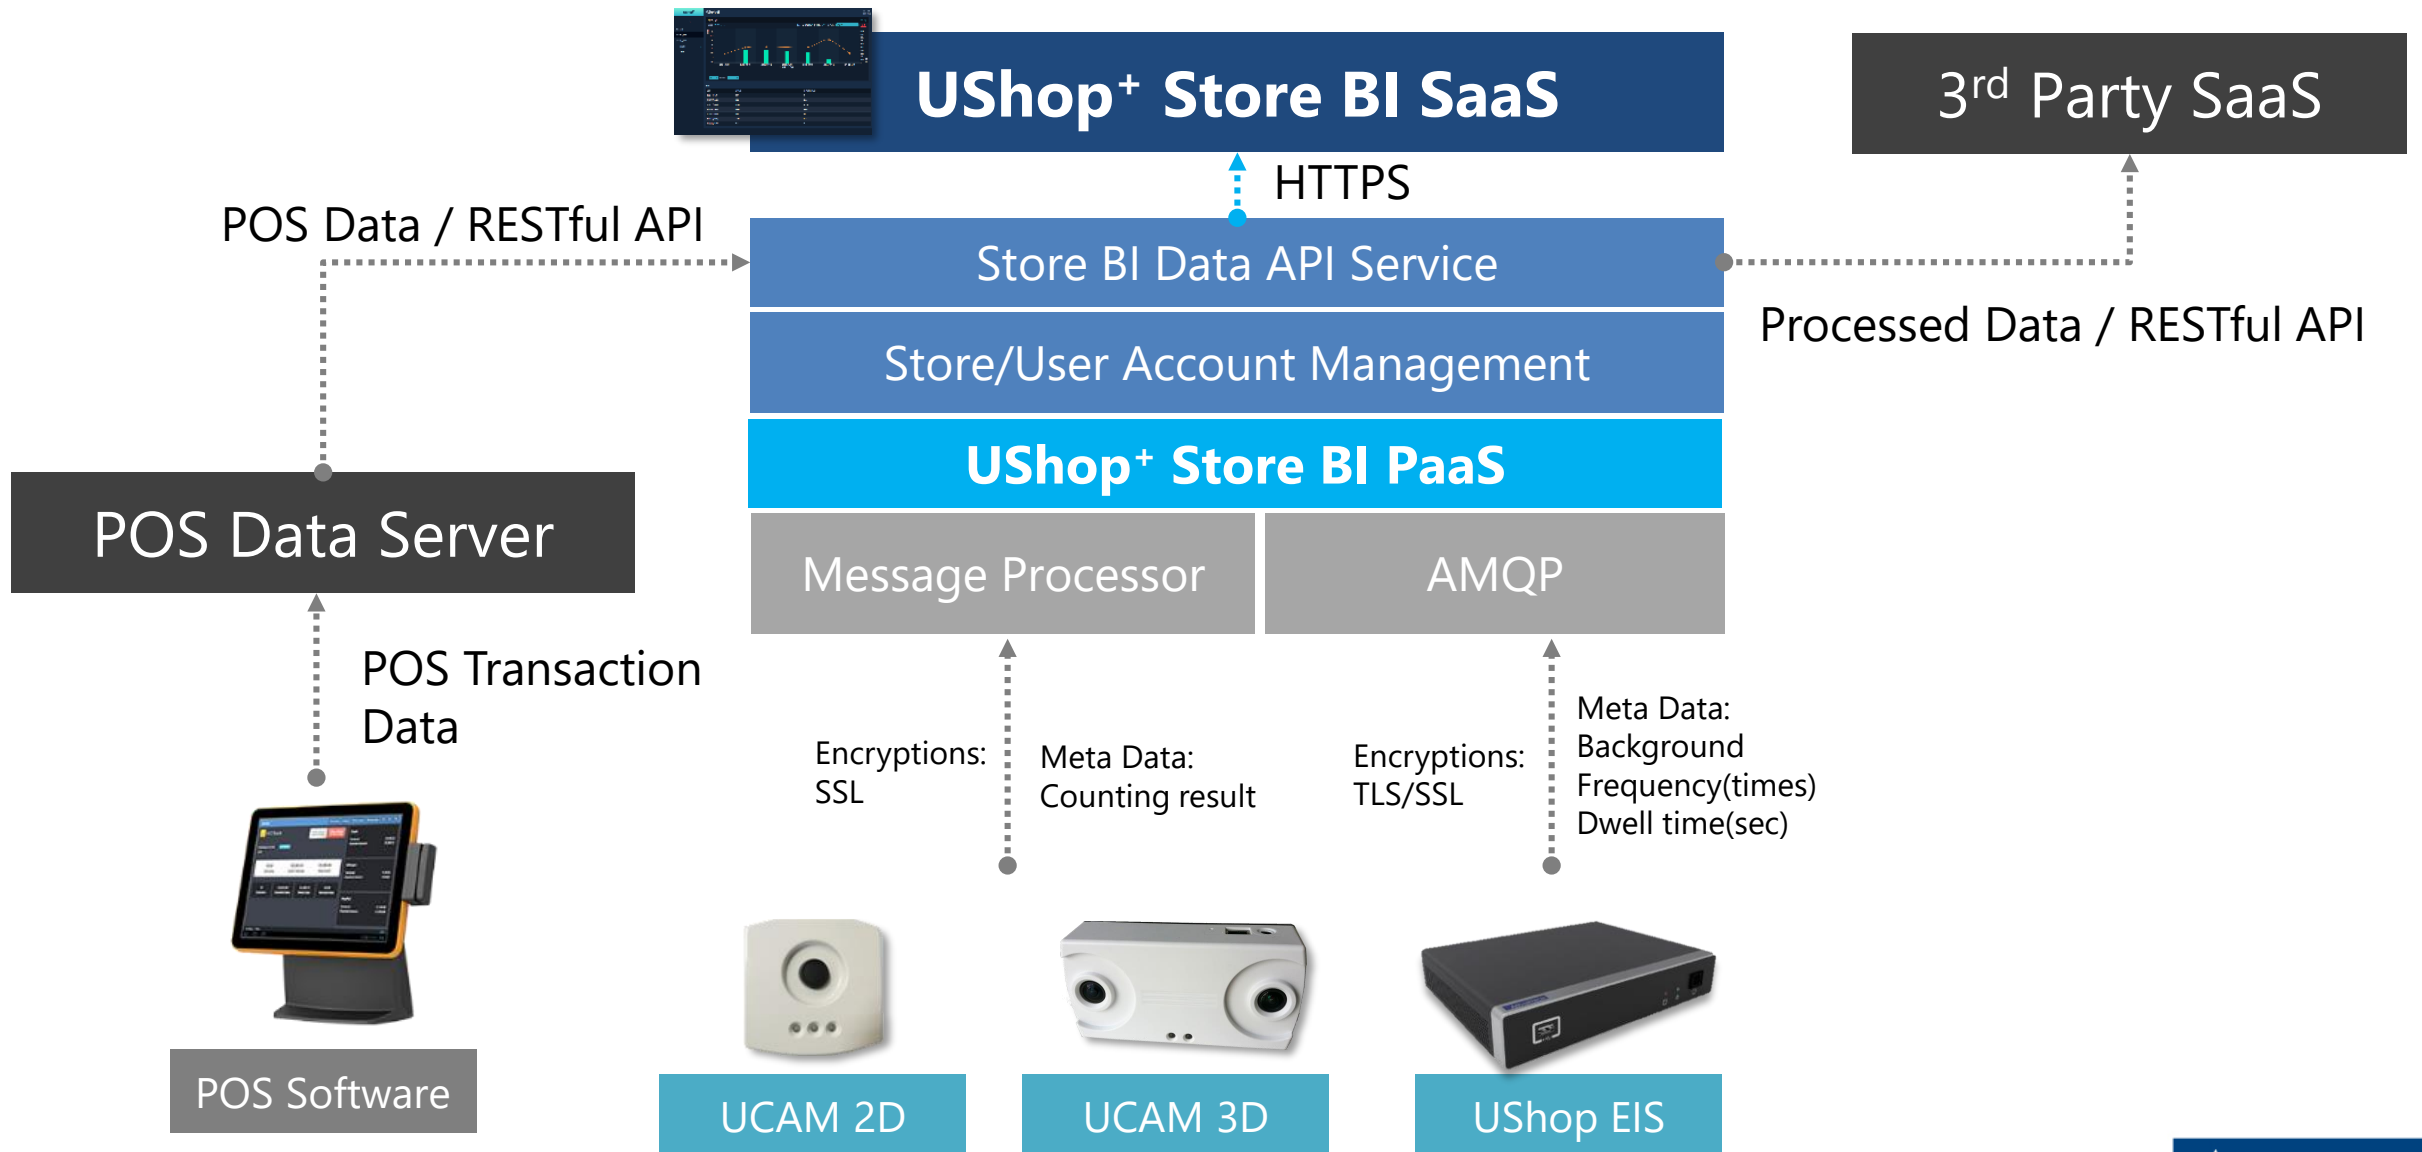 UShop⁺ Store BI SaaS
3rd Party SaaS
HTTPS
POS Data / RESTful API
Store BI Data API Service
Processed Data / RESTful API
Store/User Account Management
UShop⁺ Store BI PaaS
POS Data Server
Message Processor
AMQP
POS Transaction
Data
Encryptions:
SSL
Meta Data:
Counting result
Encryptions:
TLS/SSL
Meta Data:
Background
Frequency(times)
Dwell time(sec)
POS Software
UCAM 2D
UCAM 3D
UShop EIS